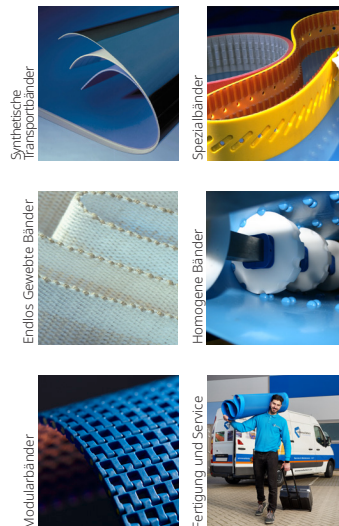 Synthetische
Transportbänder
Spezialbänder
Endlos Gewebte Bänder
Homogene Bänder
Modularbänder
Fertigung und Service